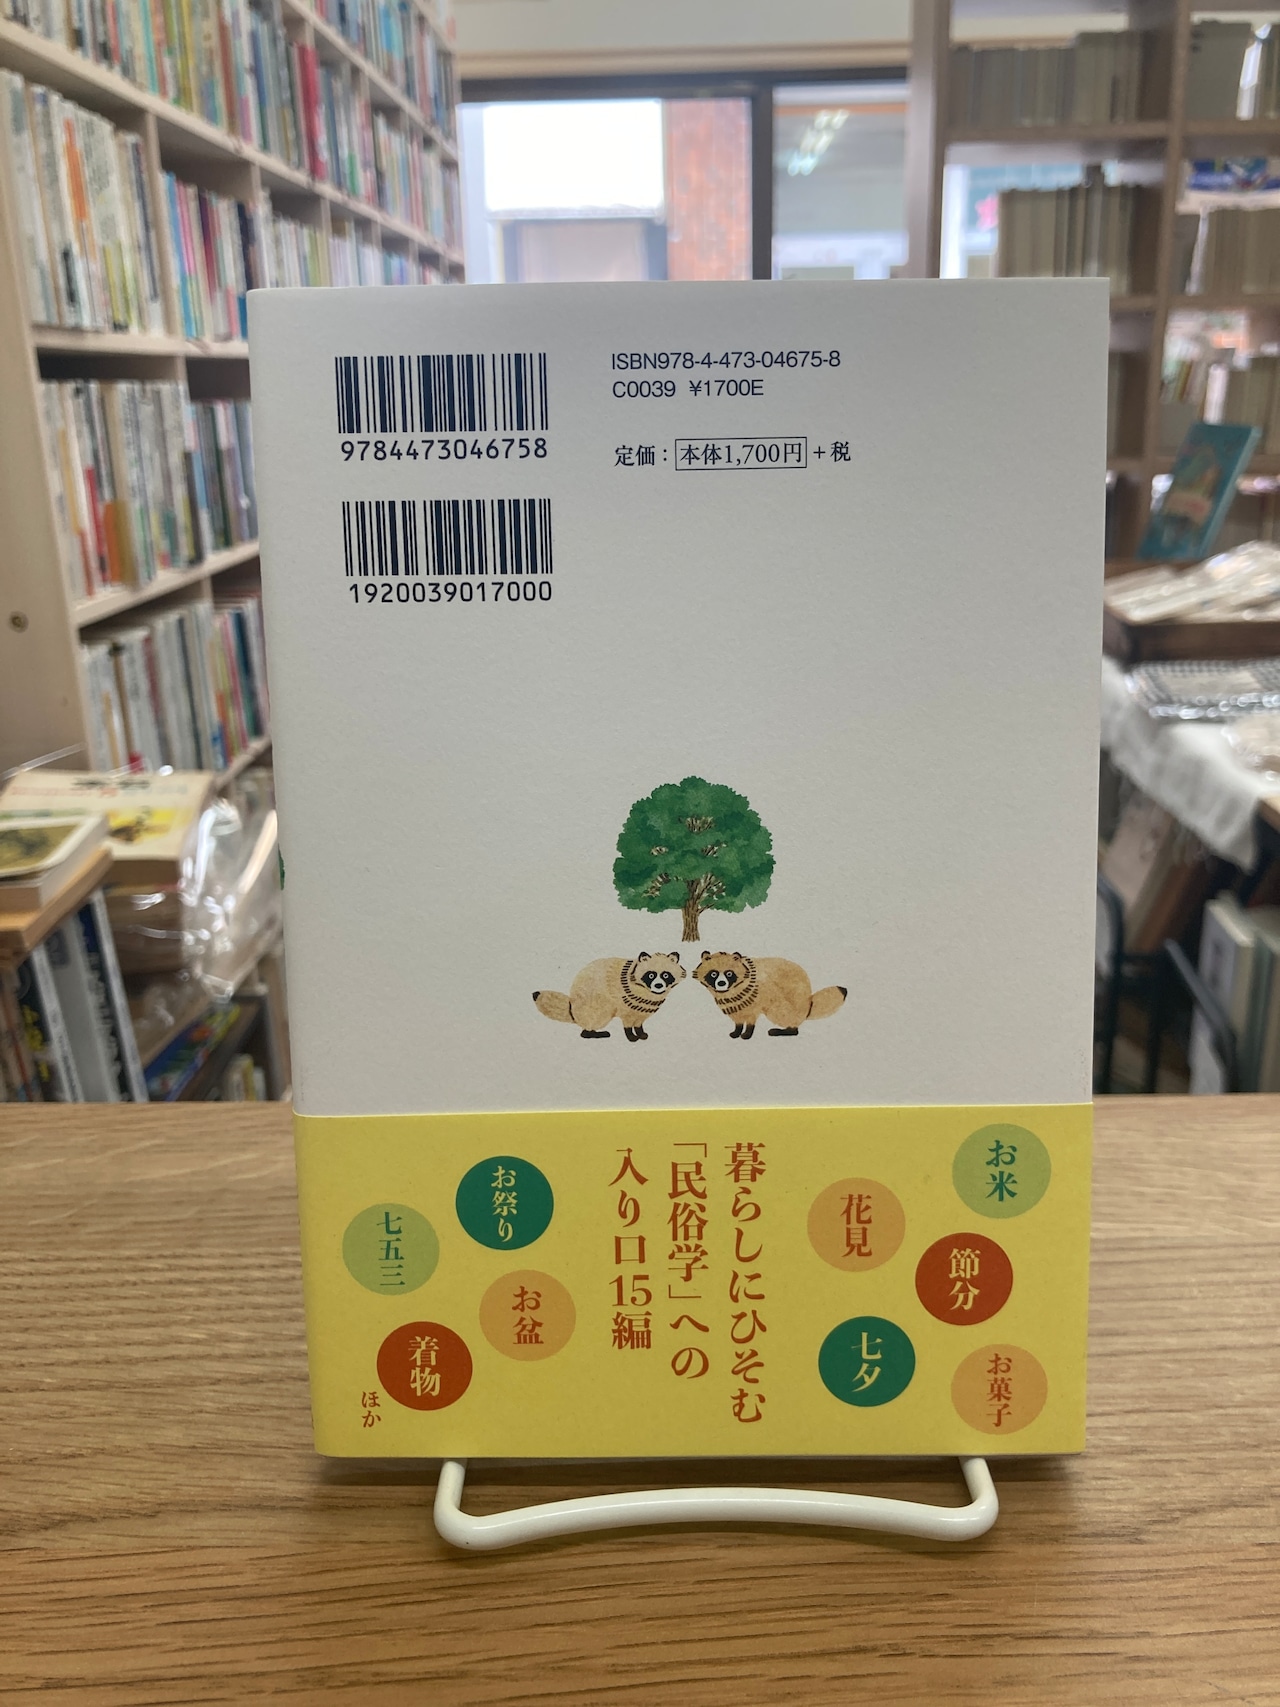 ISBN978-4-473-04675-8
C0039 ¥1700E
定価：本体1,700円＋税
9784473046758
1920039017000
お米
花見
節分
七夕
お菓子
暮らしにひそむ
「民俗学」への
入り口15編
お祭り
七五三
お盆
着物
ほか